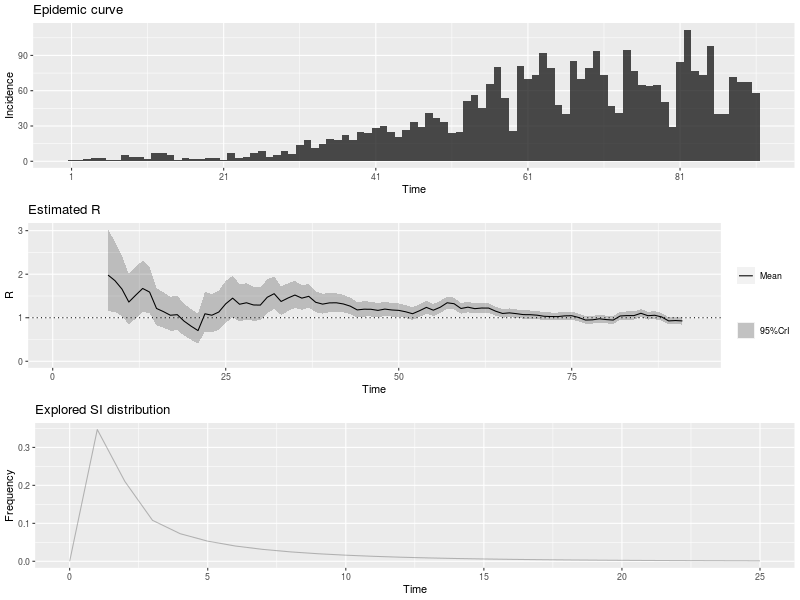 Epidemic curve
Incidence
90
60
30
0
1
21
41
61
81
Time
Estimated R
R
3
2
1
0
0
25
50
75
Time
Mean
95%CrI
Explored SI distribution
Frequency
0.3
0.2
0.1
0.0
0
5
10
15
20
25
Time